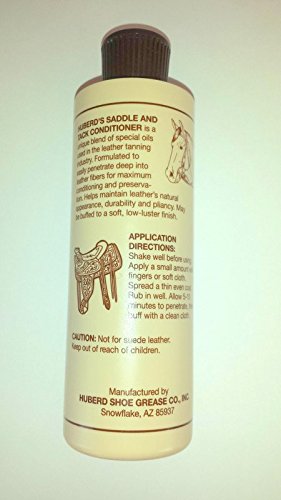 HUBERD'S SADDLE AND
TACK CONDITIONER is a
unique blend of special oils
used in the leather tanning
industry. Formulated to
easily penetrate deep into
leather fibers for maximum
conditioning and preserva-
tion. Helps maintain leather's natural
appearance, durability and pliancy. May
be buffed to a soft, low-luster finish.
APPLICATION
DIRECTIONS:
Shake well before using.
Apply a small amount
fingers or soft cloth.
Spread a thin even
Rub in well. Allow
minutes to penetrate,
buff with a clean cloth.
CAUTION: Not for suede leather.
Keep out of reach of children.
Manufactured by
HUBERD SHOE GREASE CO., INC.
Snowflake, AZ 85937